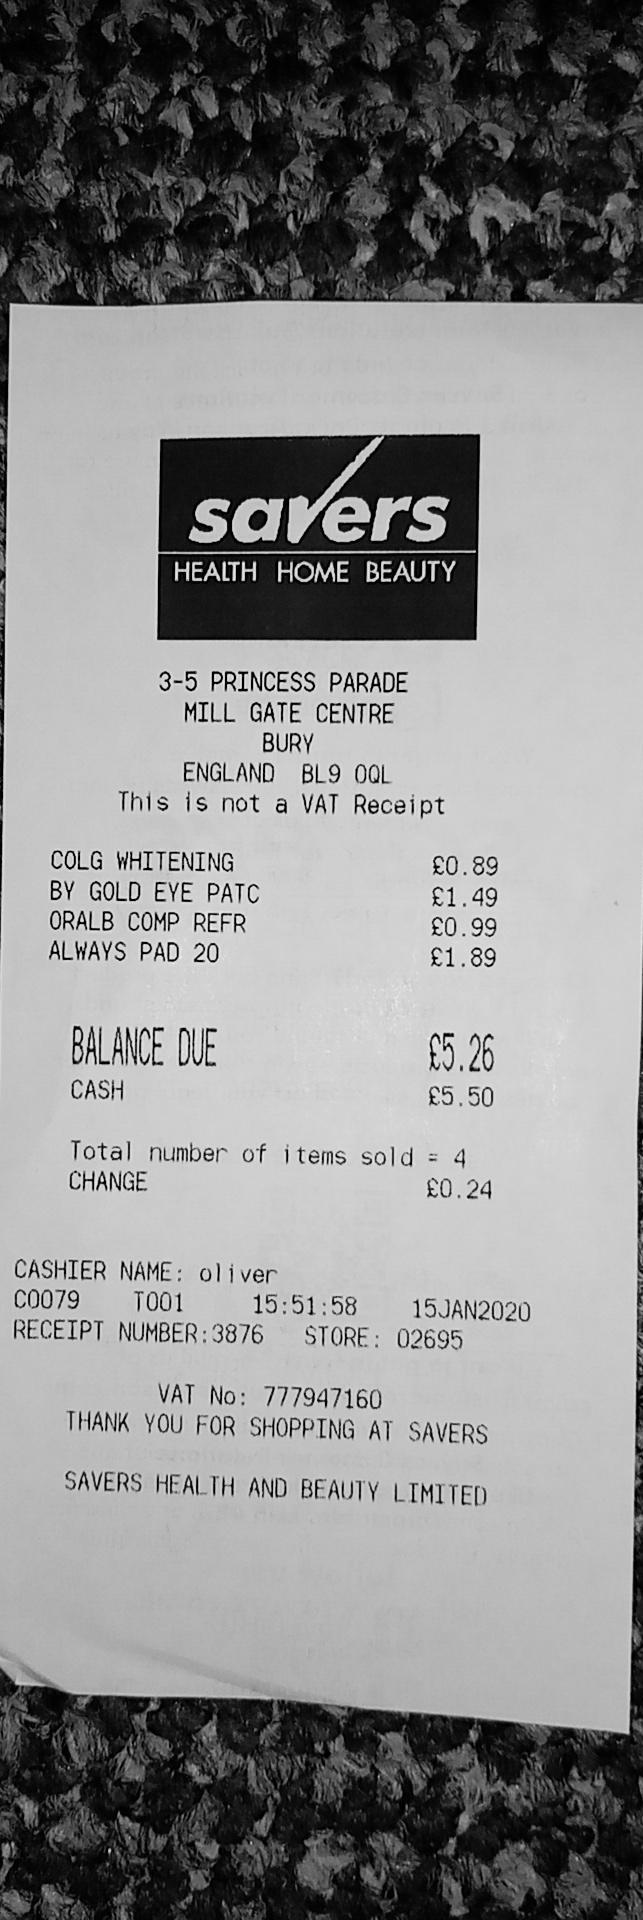 savers
HEALTH HOME BEAUTY
3-5 PRINCESS PARADE
MILL GATE CENTRE
BURY
ENGLAND BL9 0QL
This is not a VAT Receipt
COLG WHITENING £0.89
BY GOLD EYE PATC £1.49
ORALB COMP REFR £0.99
ALWAYS PAD 20 £1.89
BALANCE DUE £5.26
CASH £5.50
Total number of items sold = 4
CHANGE £0.24
CASHIER NAME: oliver
C0079 T001 15:51:58 15JAN2020
RECEIPT NUMBER:3876 STORE: 02695
VAT No: 777947160
THANK YOU FOR SHOPPING AT SAVERS
SAVERS HEALTH AND BEAUTY LIMITED